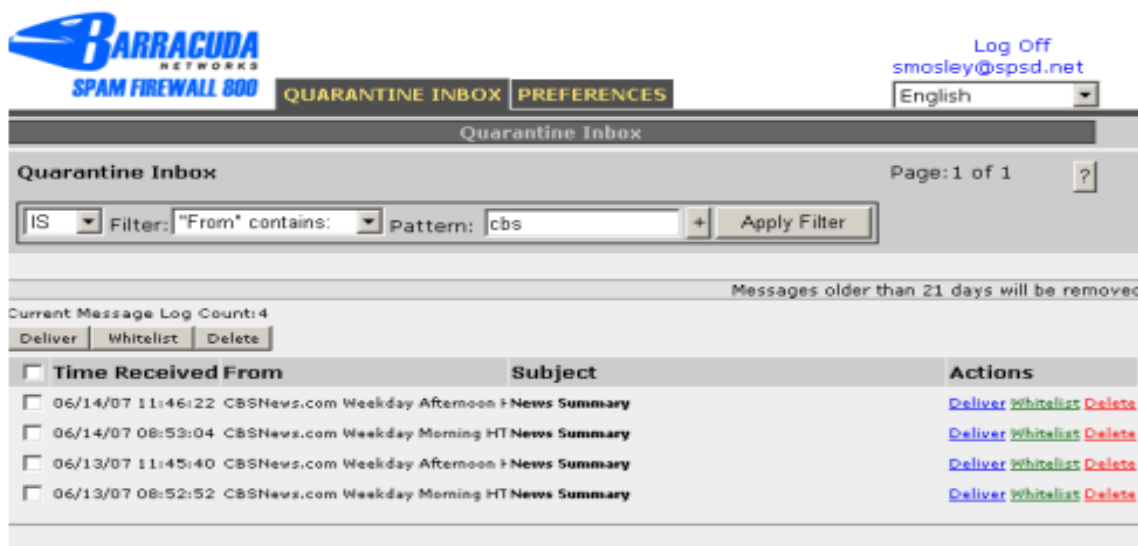 BARRACUDA
NETWORKS
SPAM FIREWALL 800
QUARANTINE INBOX PREFERENCES
Log Off
smosley@spsd.net
English
Quarantine Inbox
Quarantine Inbox Page:1 of 1 ?
IS Filter: "From" contains: Pattern: cbs + Apply Filter
Messages older than 21 days will be removed
Current Message Log Count:4
Deliver Whitelist Delete
Time Received From Subject Actions
06/14/07 11:46:22 CBSNews.com Weekday Afternoon H News Summary Deliver Whitelist Delete
06/14/07 08:53:04 CBSNews.com Weekday Morning HT News Summary Deliver Whitelist Delete
06/13/07 11:45:40 CBSNews.com Weekday Afternoon H News Summary Deliver Whitelist Delete
06/13/07 08:52:52 CBSNews.com Weekday Morning HT News Summary Deliver Whitelist Delete